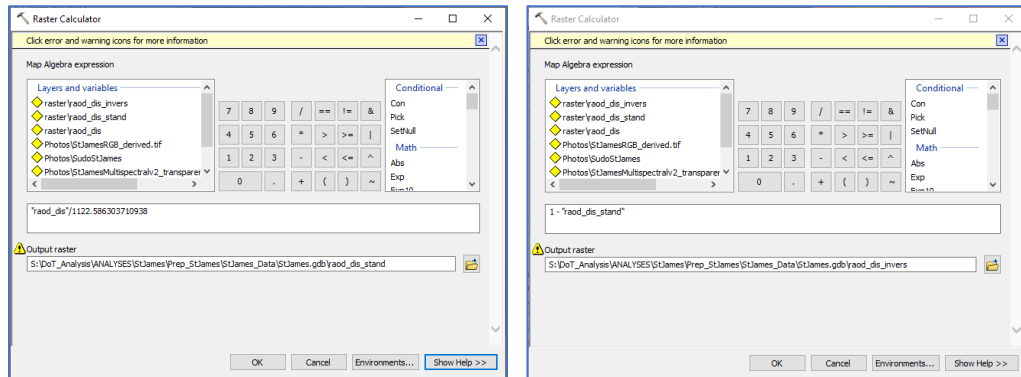 Raster Calculator
Click error and warning icons for more information
Map Algebra expression
Layers and variables
raster\raod_dis_invers
raster\raod_dis_stand
raster\raod_dis
Photos\StJamesRGB_derived.tif
Photos\SudoStJames
Photos\StJamesMultispectralv2_transparer
7 8 9 / == != &
4 5 6 * > >= |
1 2 3 - < <= ^
0 . + ( ) ~
Conditional
Con
Pick
SetNull
Math
Abs
Exp
Exp10
"raod_dis"/1122.586303710938
Output raster
S:\DoT_Analysis\ANALYSES\StJames\Prep_StJames\StJames_Data\StJames.gdb\raod_dis_stand
OK Cancel Environments... Show Help >>
Raster Calculator
Click error and warning icons for more information
Map Algebra expression
Layers and variables
raster\raod_dis_invers
raster\raod_dis_stand
raster\raod_dis
Photos\StJamesRGB_derived.tif
Photos\SudoStJames
Photos\StJamesMultispectralv2_transparer
7 8 9 / == != &
4 5 6 * > >= |
1 2 3 - < <= ^
0 . + ( ) ~
Conditional
Con
Pick
SetNull
Math
Abs
Exp
Exp10
1 - "raod_dis_stand"
Output raster
S:\DoT_Analysis\ANALYSES\StJames\Prep_StJames\StJames_Data\StJames.gdb\raod_dis_invers
OK Cancel Environments... Show Help >>